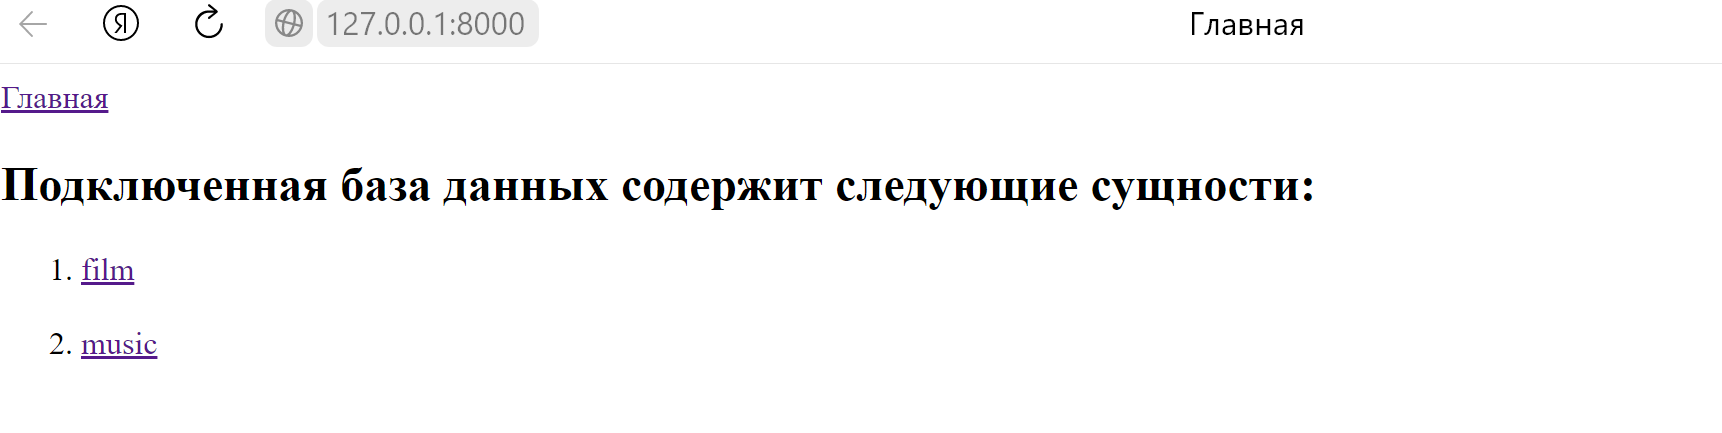 Я 127.0.0.1:8000 Главная
Главная
Подключенная база данных содержит следующие сущности:
1. film
2. music